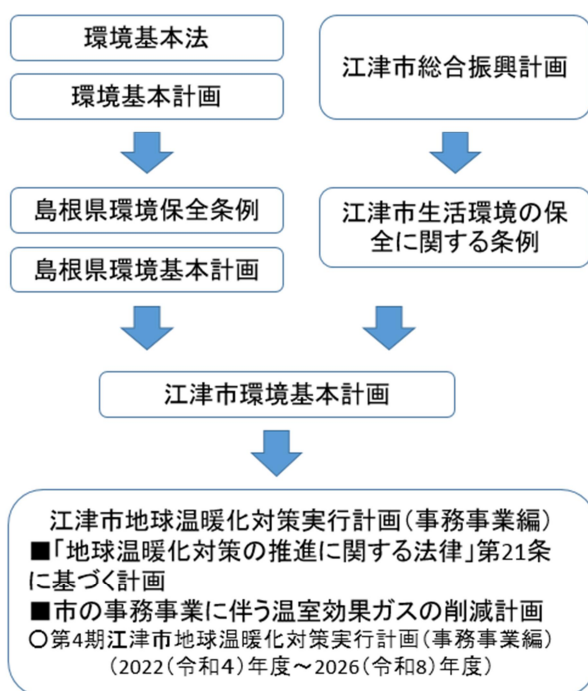 環境基本法
環境基本計画
江津市総合振興計画
島根県環境保全条例
島根県環境基本計画
江津市生活環境の保
全に関する条例
江津市環境基本計画
江津市地球温暖化対策実行計画(事務事業編)
■「地球温暖化対策の推進に関する法律」第21条
に基づく計画
■市の事務事業に伴う温室効果ガスの削減計画
○第4期江津市地球温暖化対策実行計画(事務事業編)
(2022(令和4)年度～2026(令和8)年度)